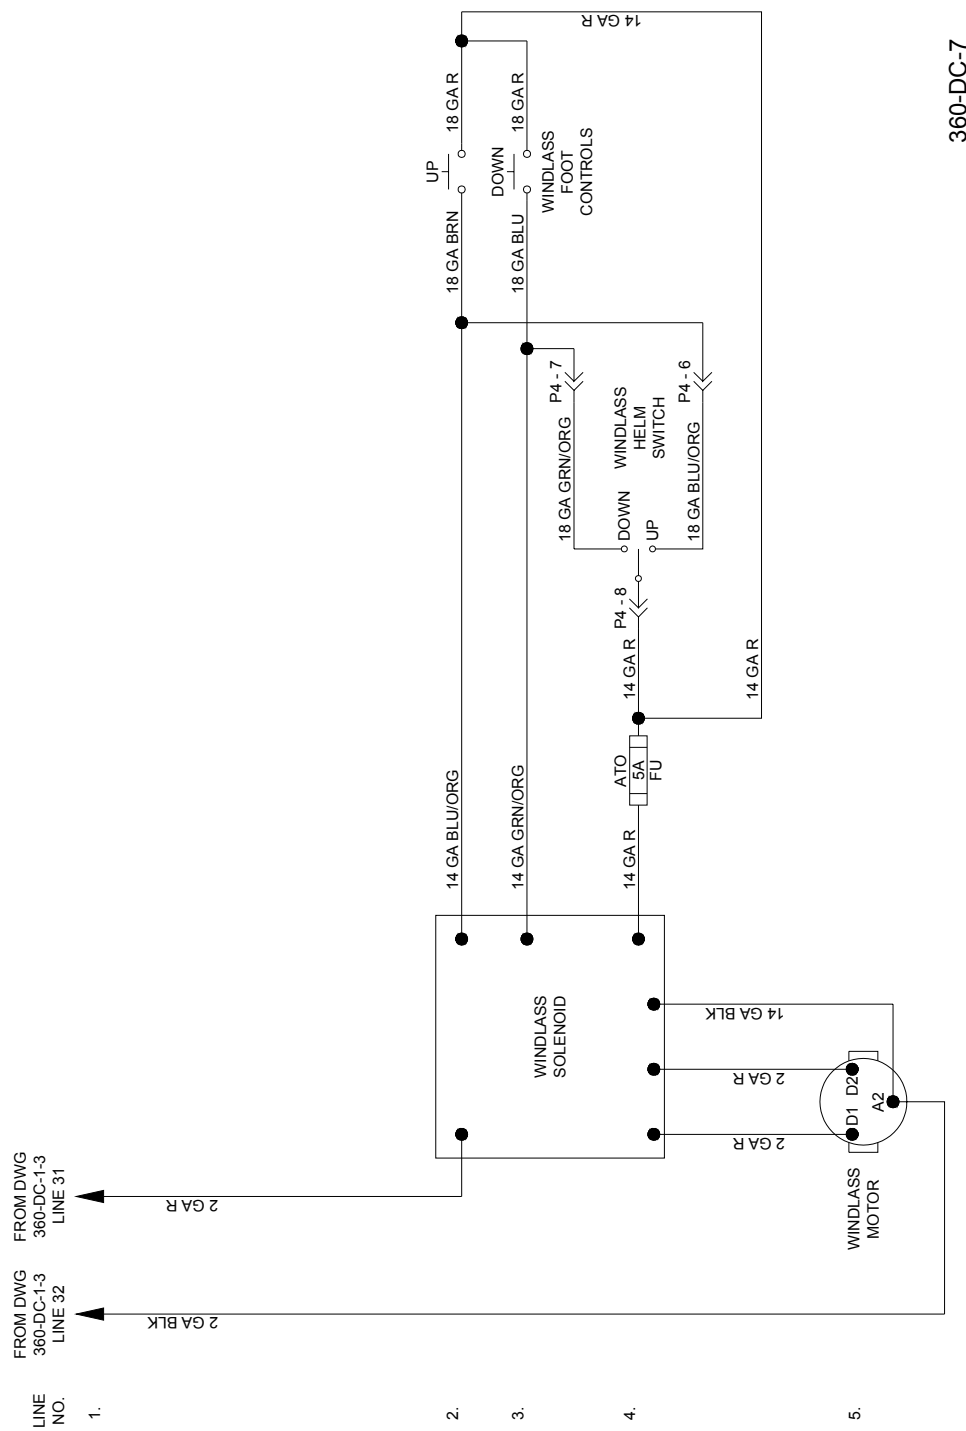 LINE
NO.
FROM DWG
360-DC-1-3
LINE 32
FROM DWG
360-DC-1-3
LINE 31
1.
2 GA BLK
2 GA R
2.
14 GA BLU/ORG
18 GA BRN
UP
18 GA R
14 GA R
3.
14 GA GRN/ORG
18 GA BLU
DOWN
18 GA R
WINDLASS
FOOT
CONTROLS
WINDLASS
SOLENOID
P4 - 7
18 GA GRN/ORG
4.
14 GA R
ATO
5A
FU
14 GA R
P4 - 8
DOWN
UP
WINDLASS
HELM
SWITCH
P4 - 6
18 GA BLU/ORG
14 GA R
2 GA R
2 GA R
14 GA BLK
5.
WINDLASS
MOTOR
D1
D2
A2
360-DC-7